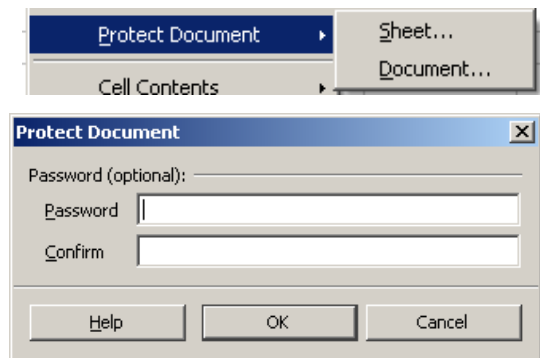 Protect Document
Sheet...
Document...
Cell Contents
Protect Document
Password (optional):
Password
Confirm
Help OK Cancel